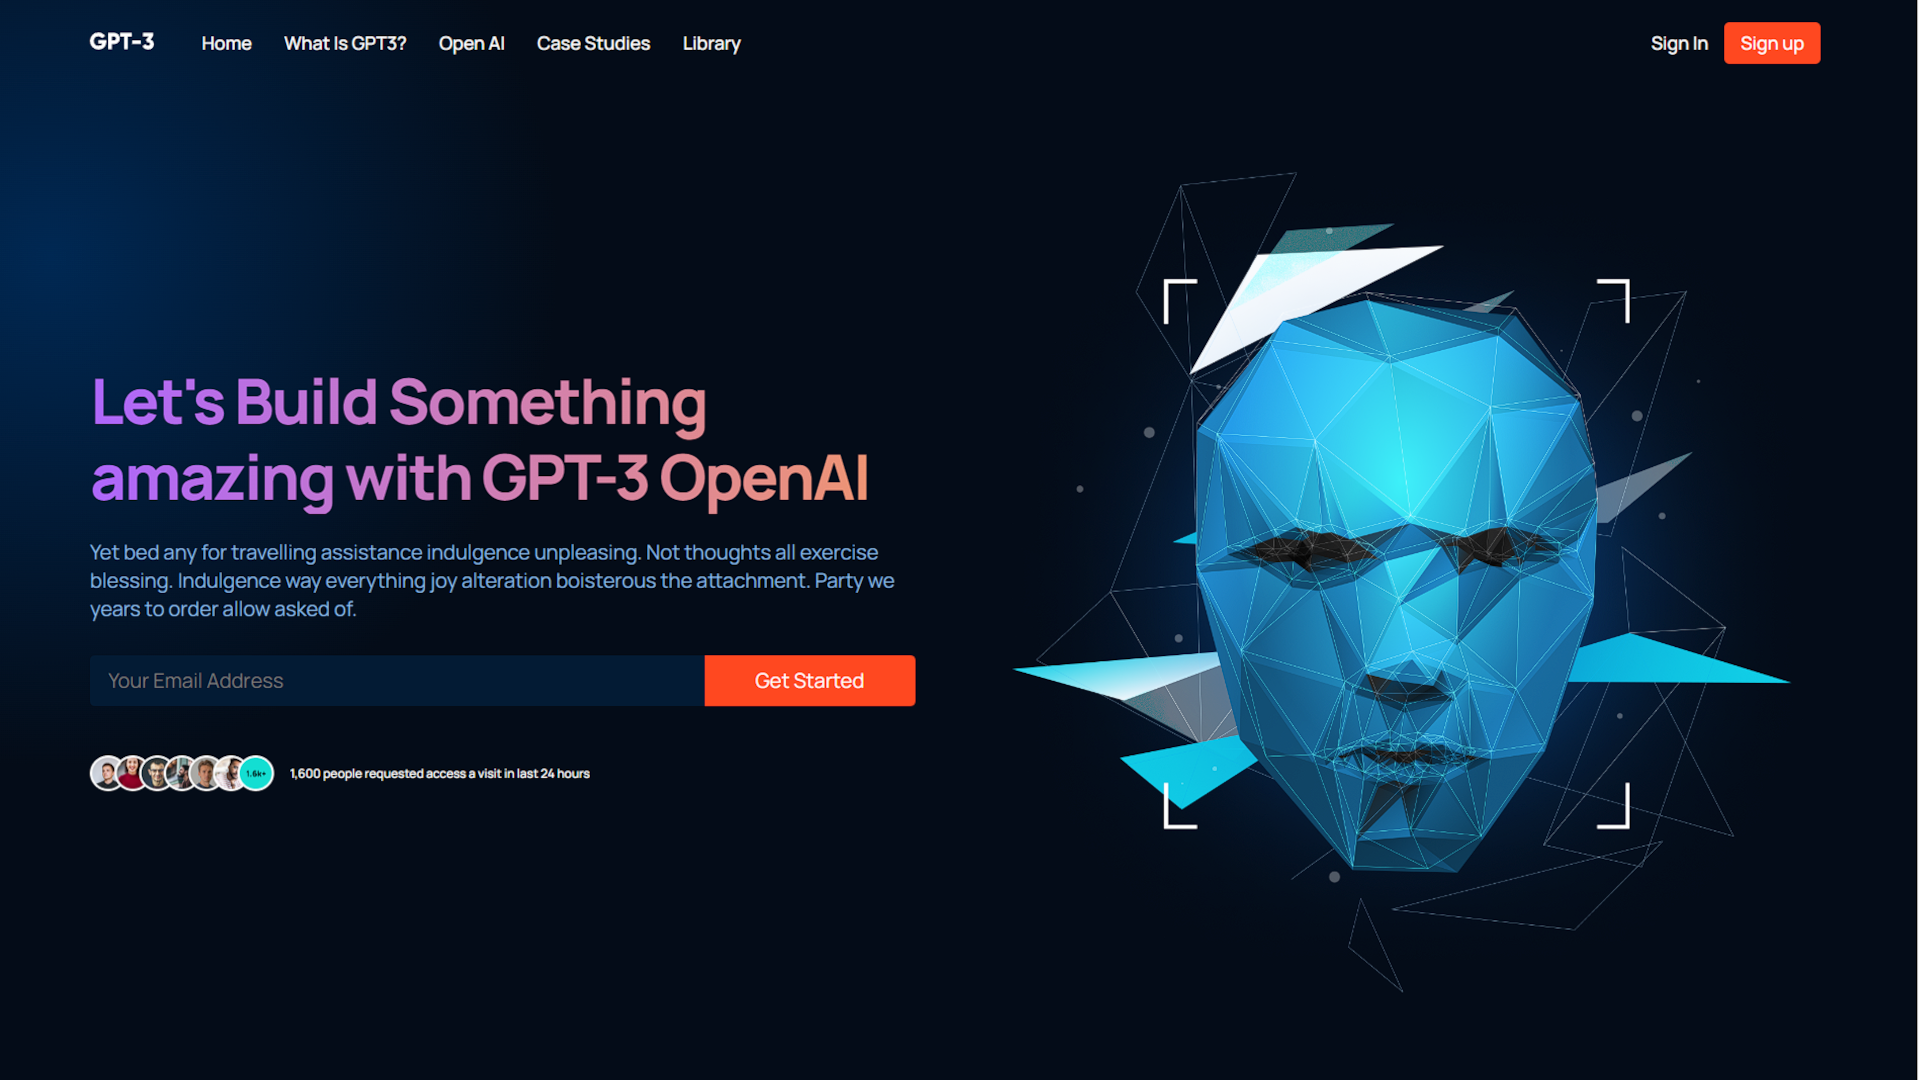 GPT-3
Home
What Is GPT3?
Open AI
Case Studies
Library
Sign In
Sign up
Let's Build Something
amazing with GPT-3 OpenAI
Yet bed any for travelling assistance indulgence unpleasing. Not thoughts all exercise
blessing. Indulgence way everything joy alteration boisterous the attachment. Party we
years to order allow asked of.
Your Email Address
Get Started
1.6k+
1,600 people requested access a visit in last 24 hours